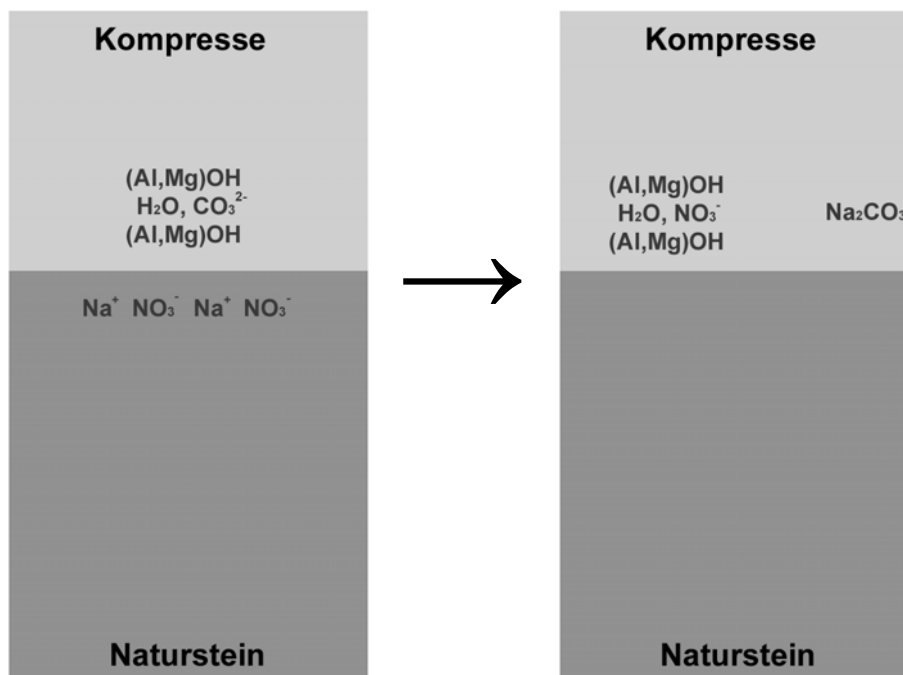 Kompresse
(Al,Mg)OH
H₂O, CO₃²⁻
(Al,Mg)OH
Na⁺ NO₃⁻ Na⁺ NO₃⁻
Naturstein
Kompresse
(Al,Mg)OH
H₂O, NO₃⁻
(Al,Mg)OH
Na₂CO₃
Naturstein